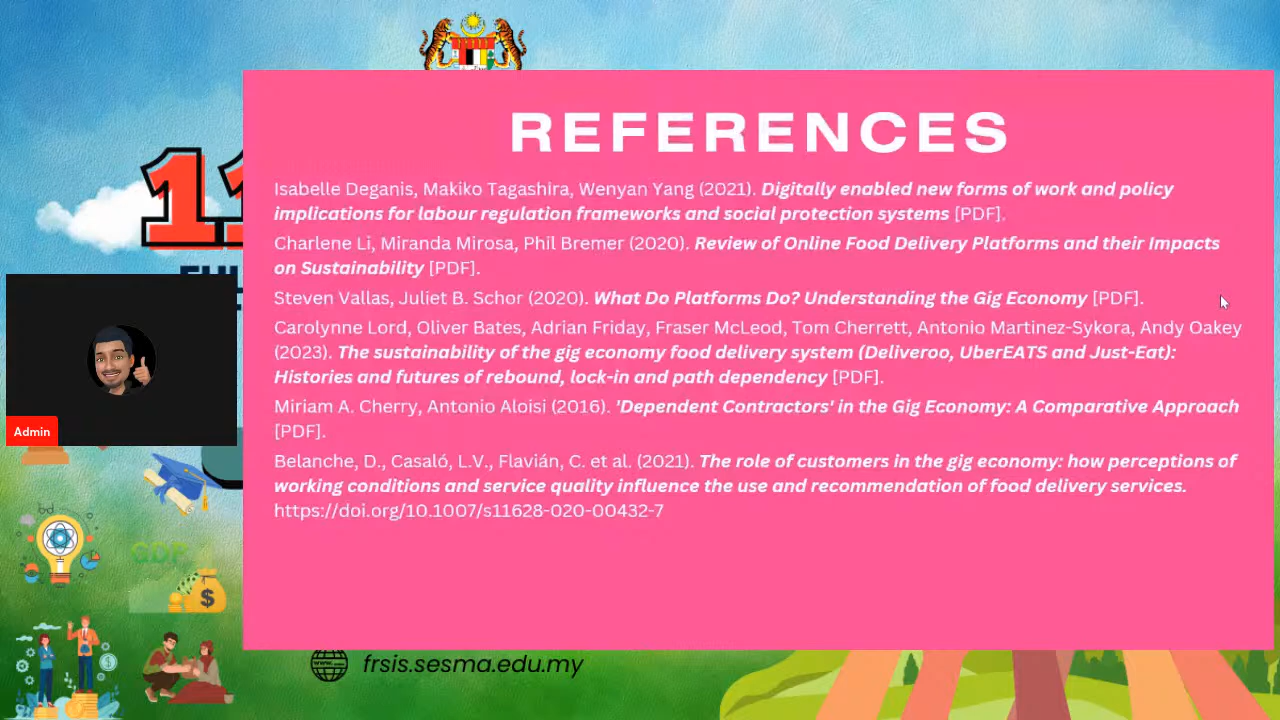 REFERENCES
Isabelle Deganis, Makiko Tagashira, Wenyan Yang (2021). Digitally enabled new forms of work and policy
implications for labour regulation frameworks and social protection systems [PDF].
Charlene Li, Miranda Mirosa, Phil Bremer (2020). Review of Online Food Delivery Platforms and their Impacts
on Sustainability [PDF].
Steven Vallas, Juliet B. Schor (2020). What Do Platforms Do? Understanding the Gig Economy [PDF].
Carolynne Lord, Oliver Bates, Adrian Friday, Fraser McLeod, Tom Cherrett, Antonio Martinez-Sykora, Andy Oakey
(2023). The sustainability of the gig economy food delivery system (Deliveroo, UberEATS and Just-Eat):
Histories and futures of rebound, lock-in and path dependency [PDF].
Miriam A. Cherry, Antonio Aloisi (2016). 'Dependent Contractors' in the Gig Economy: A Comparative Approach
[PDF].
Belanche, D., Casaló, L.V., Flavián, C. et al. (2021). The role of customers in the gig economy: how perceptions of
working conditions and service quality influence the use and recommendation of food delivery services.
https://doi.org/10.1007/s11628-020-00432-7
11
Admin
GDP
$
www.
frsis.sesma.edu.my